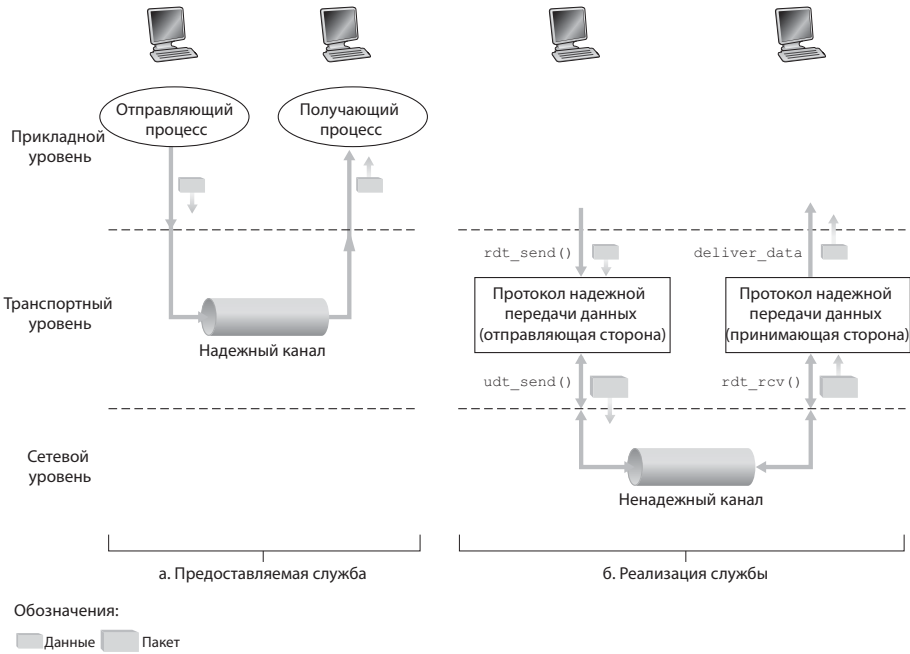 Отправляющий
процесс
Получающий
процесс
Прикладной
уровень
rdt_send()
deliver_data
Транспортный
уровень
Надежный канал
Протокол надежной
передачи данных
(отправляющая сторона)
Протокол надежной
передачи данных
(принимающая сторона)
udt_send()
rdt_rcv()
Сетевой
уровень
Ненадежный канал
а. Предоставляемая служба
б. Реализация службы
Обозначения:
Данные
Пакет